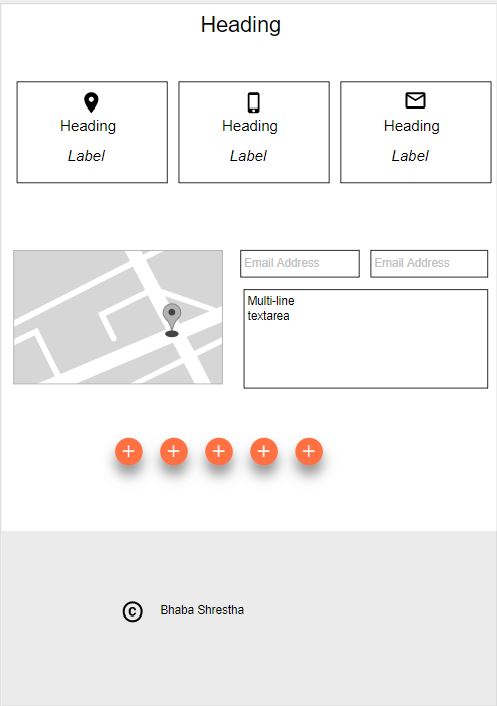 Heading
Heading
Label
Heading
Label
Heading
Label
Email Address
Email Address
Multi-line
textarea
© Bhaba Shrestha